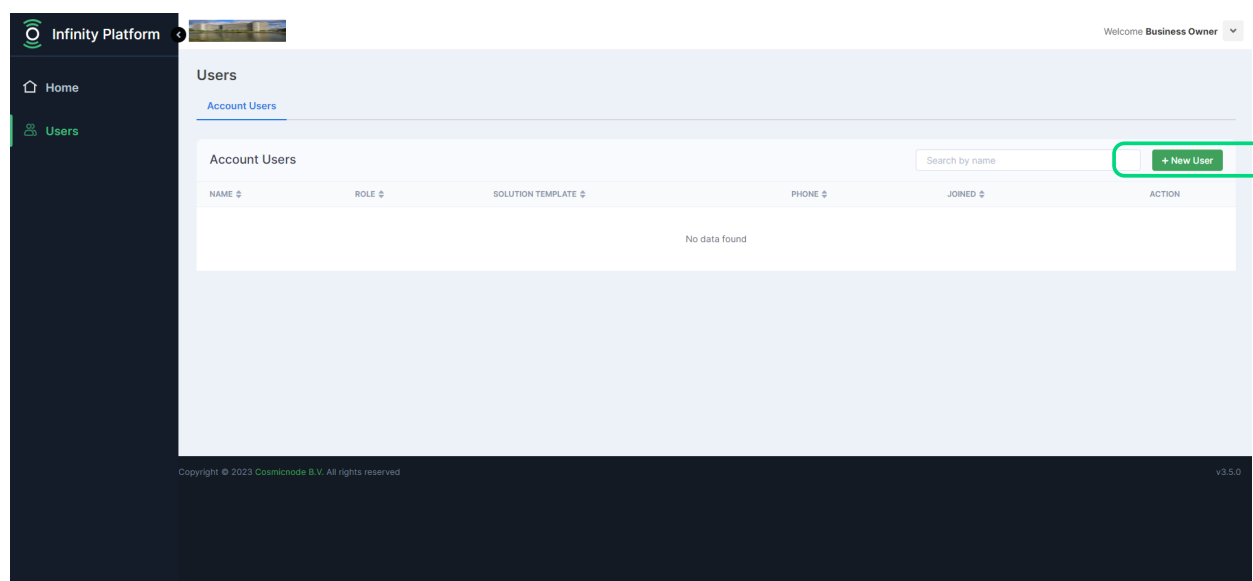 Infinity Platform
Welcome Business Owner
Home
Users
Users
Account Users
Account Users
Search by name
+ New User
NAME
ROLE
SOLUTION TEMPLATE
PHONE
JOINED
ACTION
No data found
Copyright © 2023 Cosmicnode B.V. All rights reserved
v3.5.0